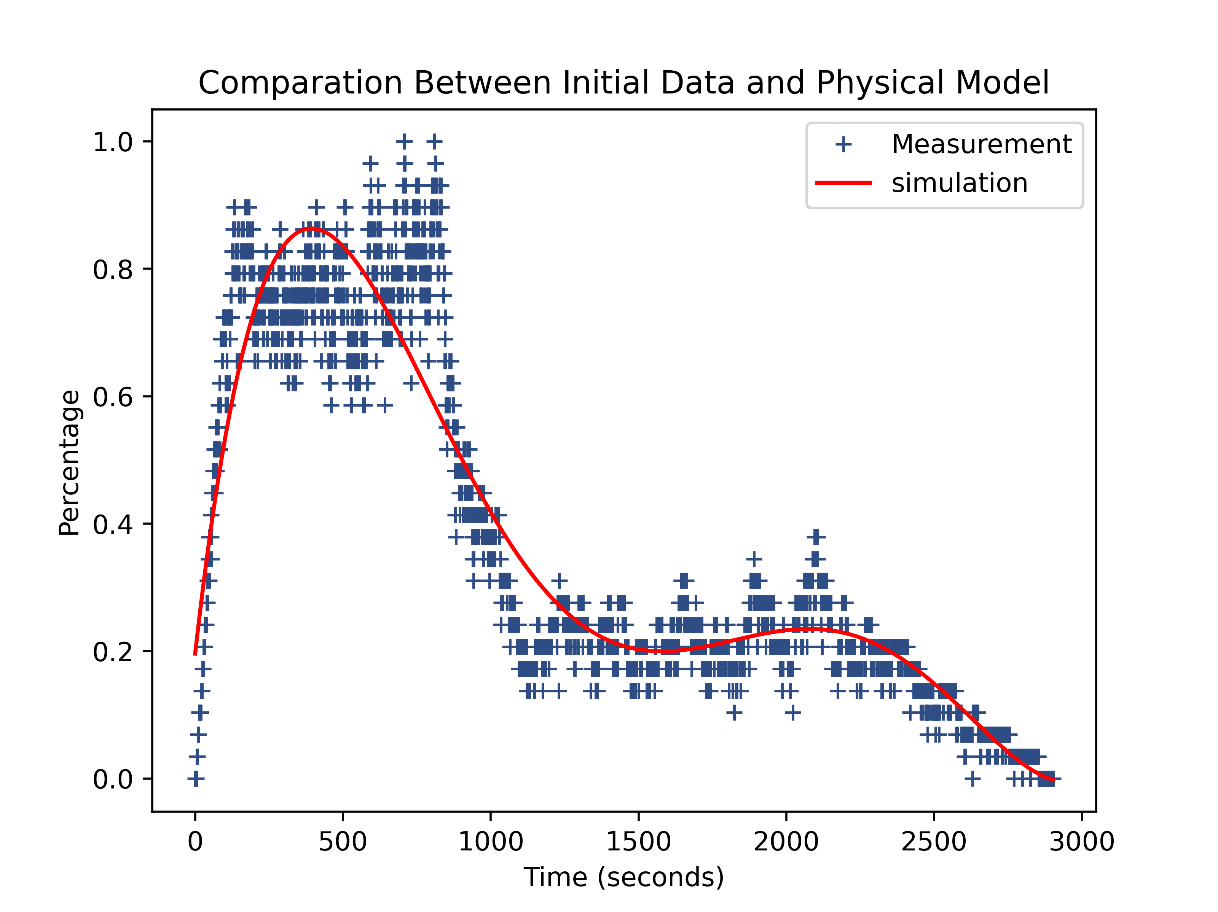 Comparation Between Initial Data and Physical Model
Measurement
simulation
1.0
0.8
0.6
0.4
0.2
0.0
Percentage
0 500 1000 1500 2000 2500 3000
Time (seconds)